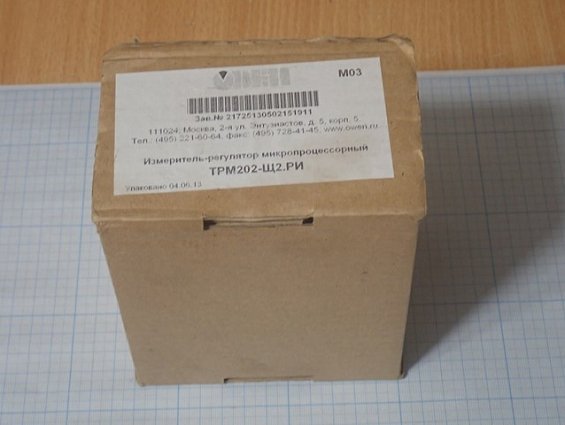 ОВЕН
М03
Зав.№ 21725130502151911
111024, Москва, 2-я ул. Энтузиастов, д. 5, корп. 5
Тел.: (495) 221-60-64, факс: (495) 728-41-45, www.owen.ru
Измеритель-регулятор микропроцессорный
ТРМ202-Щ2.РИ
Упаковано 04.06.13